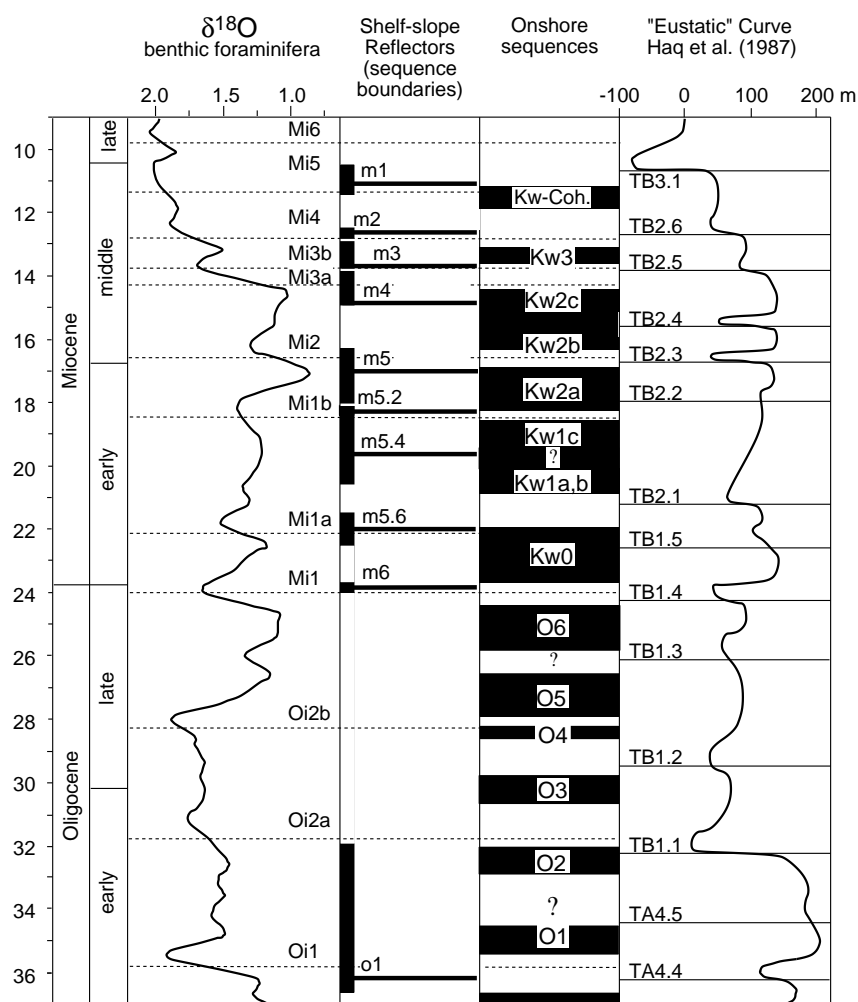 δ18O
benthic foraminifera
Shelf-slope
Reflectors
(sequence
boundaries)
Onshore
sequences
"Eustatic" Curve
Haq et al. (1987)
2.0 1.5 1.0
-100 0 100 200 m
10
12
14
16
18
20
22
24
26
28
30
32
34
36
Miocene
Oligocene
late
middle
early
late
early
Mi6
Mi5
Mi4
Mi3b
Mi3a
Mi2
Mi1b
Mi1a
Mi1
Oi2b
Oi2a
Oi1
m1
m2
m3
m4
m5
m5.2
m5.4
m5.6
m6
o1
Kw-Coh.
Kw3
Kw2c
Kw2b
Kw2a
Kw1c
?
Kw1a,b
Kw0
O6
?
O5
O4
O3
O2
?
O1
TB3.1
TB2.6
TB2.5
TB2.4
TB2.3
TB2.2
TB2.1
TB1.5
TB1.4
TB1.3
TB1.2
TB1.1
TA4.5
TA4.4